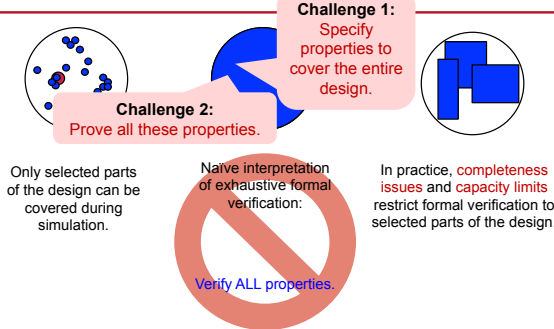 Challenge 1:
Specify
properties to
cover the entire
design.
Challenge 2:
Prove all these properties.
Only selected parts
of the design can be
covered during
simulation.
Naïve interpretation
of exhaustive formal
verification:
Verify ALL properties.
In practice, completeness
issues and capacity limits
restrict formal verification to
selected parts of the design